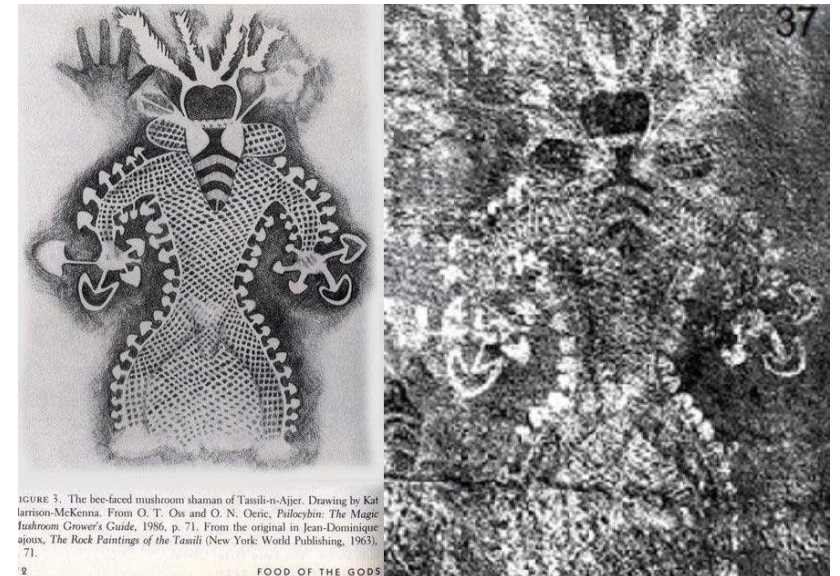 37
IGURE 3. The bee-faced mushroom shaman of Tassili-n-Ajjer. Drawing by Kat
arrison-McKenna. From O. T. Oss and O. N. Oeric, Psilocybin: The Magic
ushroom Grower's Guide, 1986, p. 71. From the original in Jean-Dominique
ajoux, The Rock Paintings of the Tassili (New York: World Publishing, 1963),
. 71.
2 FOOD OF THE GODS